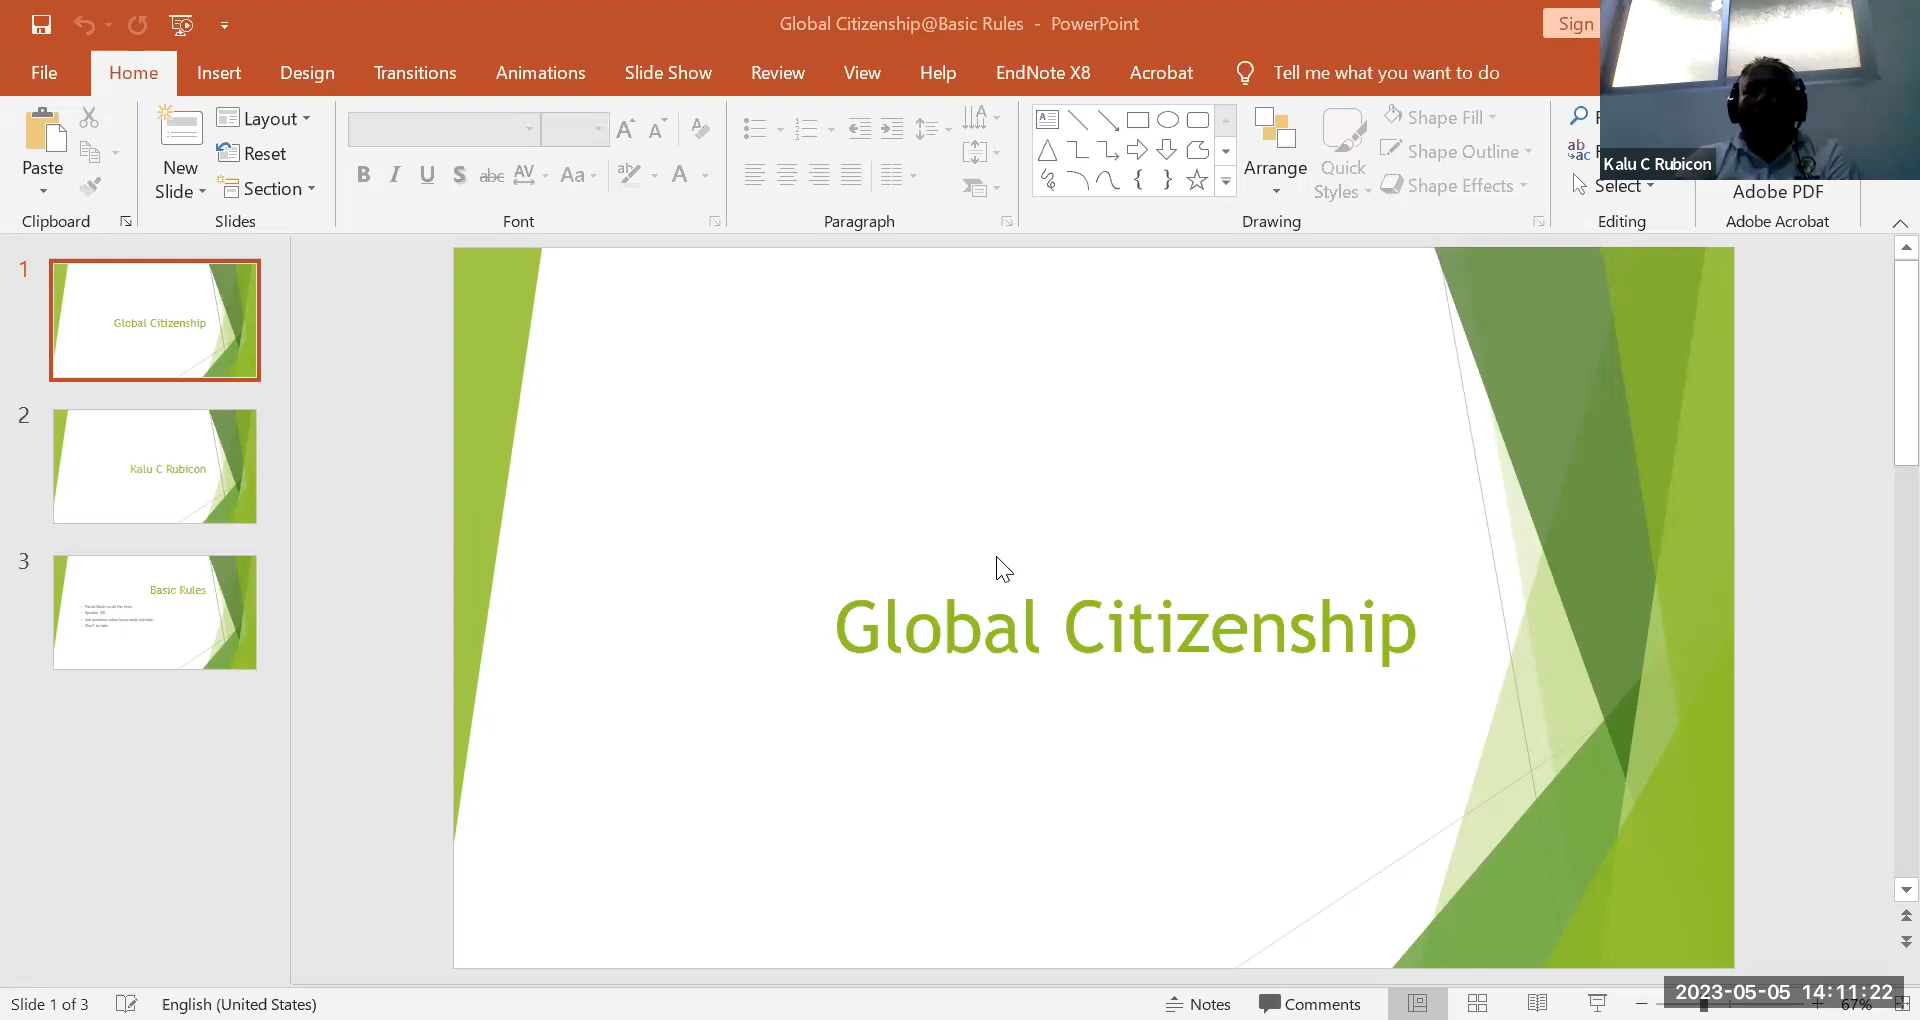 Global Citizenship@Basic Rules - PowerPoint
Sign
File Home Insert Design Transitions Animations Slide Show Review View Help EndNote X8 Acrobat Tell me what you want to do
Paste
New
Slide
Layout
Reset
Section
B I U S abc AV Aa A
Arrange
Quick
Styles
Shape Fill
Shape Outline
Shape Effects
Select
Kalu C Rubicon
Adobe PDF
Clipboard Slides Font Paragraph Drawing Editing Adobe Acrobat
1
Global Citizenship
2
Kalu C Rubicon
3
Basic Rules
Global Citizenship
Slide 1 of 3 English (United States) Notes Comments 67%
2023-05-05 14:11:22